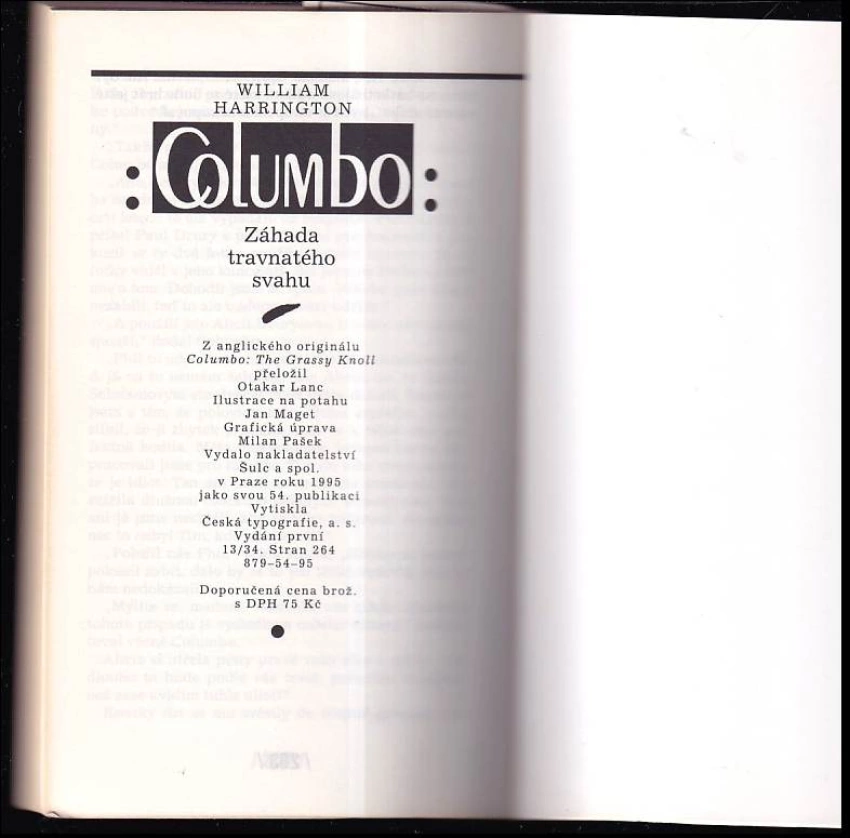 WILLIAM
HARRINGTON
:COLUMBO:
Záhada
travnatého
svahu
Z anglického originálu
Columbo: The Grassy Knoll
přeložil
Otakar Lanc
Ilustrace na potahu
Jan Maget
Grafická úprava
Milan Pašek
Vydalo nakladatelství
Šulc a spol.
v Praze roku 1995
jako svou 54. publikaci
Vytiskla
Česká typografie, a. s.
Vydání první
13/34. Stran 264
879–54–95
Doporučená cena brož.
s DPH 75 Kč